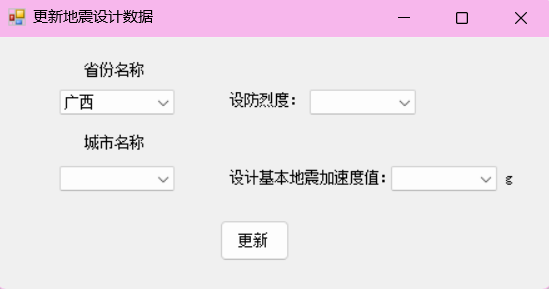 更新地震设计数据
省份名称
广西
设防烈度：
城市名称
设计基本地震加速度值：
g
更新